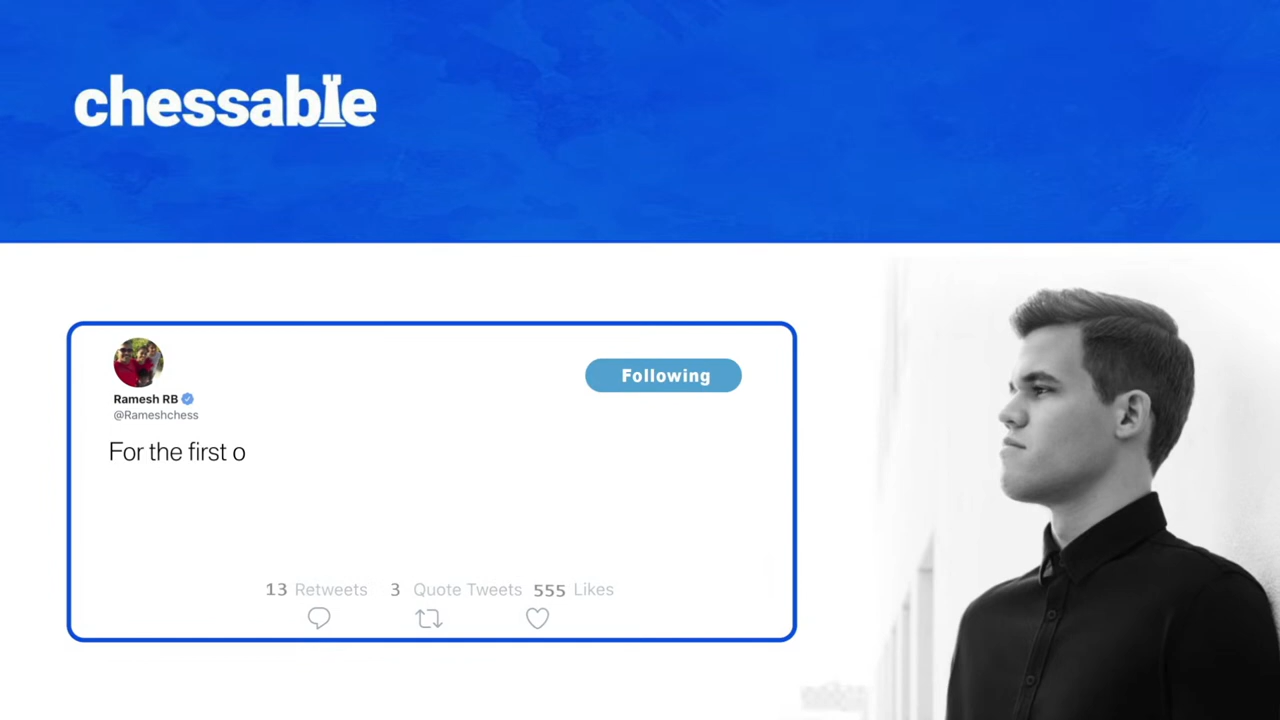 chessable
Ramesh RB
@Rameshchess
Following
For the first o
13 Retweets 3 Quote Tweets 555 Likes